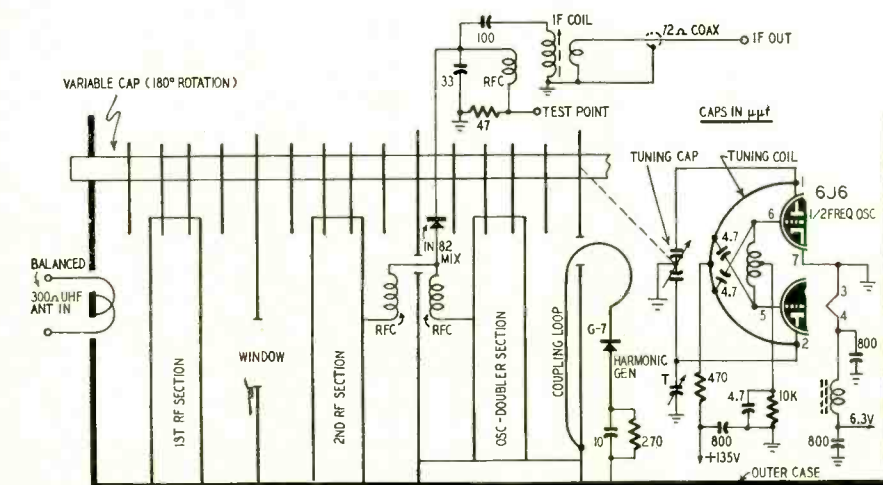 100
IF COIL
72Ω COAX
IF OUT
VARIABLE CAP (180° ROTATION)
33
RFC
47
TEST POINT
CAPS IN μμf
TUNING CAP
TUNING COIL
1
6J6
6
1/2 FREQ OSC
4.7
4.7
7
IN 82
MIX
BALANCED
300Ω UHF
ANT IN
3
4
5
2
RFC
RFC
WINDOW
1ST RF SECTION
2ND RF SECTION
OSC-DOUBLER SECTION
COUPLING LOOP
G-7
HARMONIC
GEN
T
470
800
4.7
10K
10
270
800
6.3V
800
+135V
OUTER CASE